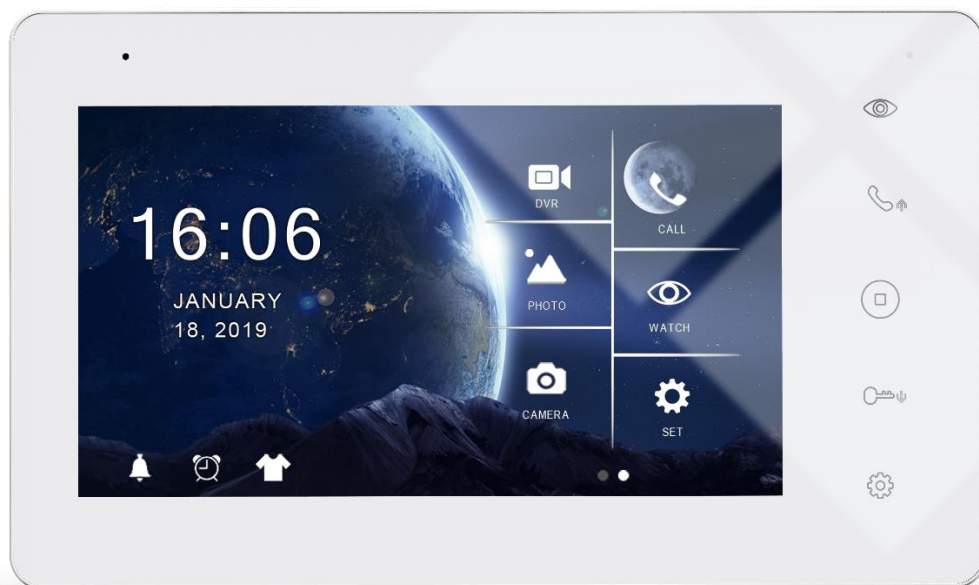 16:06
JANUARY
18, 2019
DVR
CALL
PHOTO
WATCH
CAMERA
SET